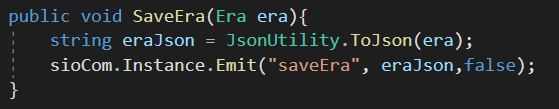 public void SaveEra(Era era){
string eraJson = JsonUtility.ToJson(era);
sioCom.Instance.Emit("saveEra", eraJson,false);
}